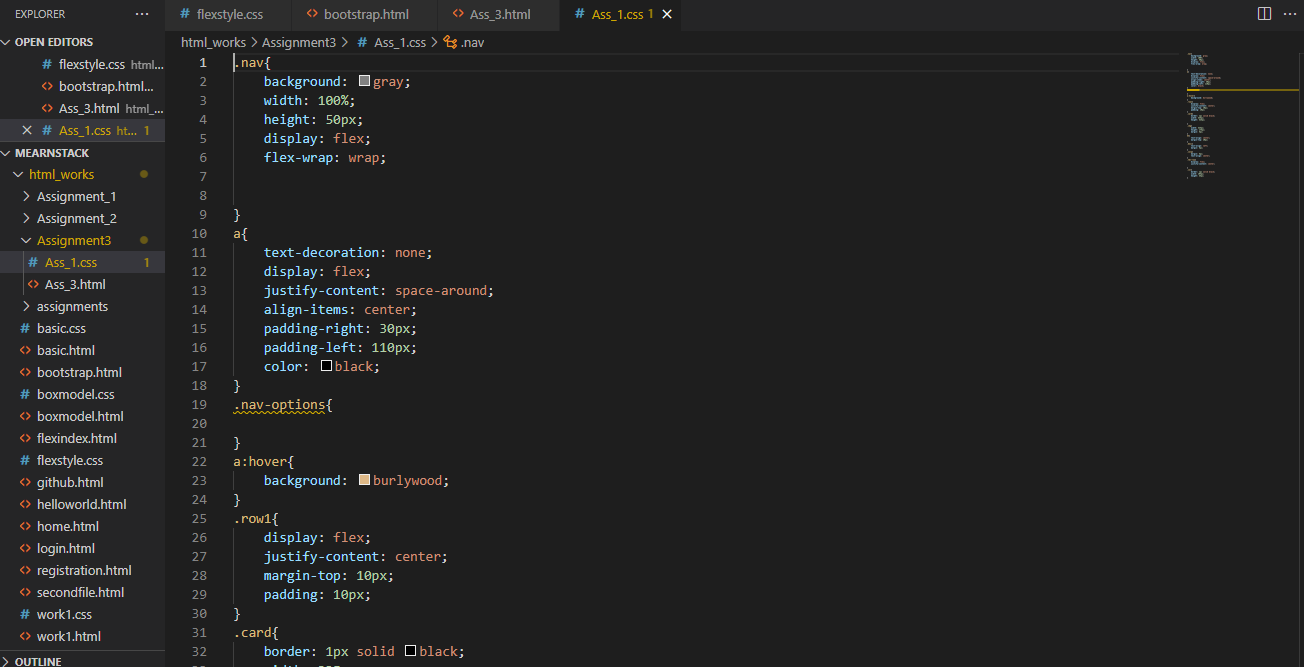 EXPLORER ...
flexstyle.css
bootstrap.html
Ass_3.html
Ass_1.css 1
...
OPEN EDITORS
flexstyle.css html...
bootstrap.html...
Ass_3.html html_...
Ass_1.css ht... 1
MEARNSTACK
html_works
Assignment_1
Assignment_2
Assignment3
Ass_1.css 1
Ass_3.html
assignments
basic.css
basic.html
bootstrap.html
boxmodel.css
boxmodel.html
flexindex.html
flexstyle.css
github.html
helloworld.html
home.html
login.html
registration.html
secondfile.html
work1.css
work1.html
OUTLINE
html_works > Assignment3 > # Ass_1.css > .nav
1 .nav{
2 background: gray;
3 width: 100%;
4 height: 50px;
5 display: flex;
6 flex-wrap: wrap;
7
8
9 }
10 a{
11 text-decoration: none;
12 display: flex;
13 justify-content: space-around;
14 align-items: center;
15 padding-right: 30px;
16 padding-left: 110px;
17 color: black;
18 }
19 .nav-options{
20
21 }
22 a:hover{
23 background: burlywood;
24 }
25 .row1{
26 display: flex;
27 justify-content: center;
28 margin-top: 10px;
29 padding: 10px;
30 }
31 .card{
32 border: 1px solid black;